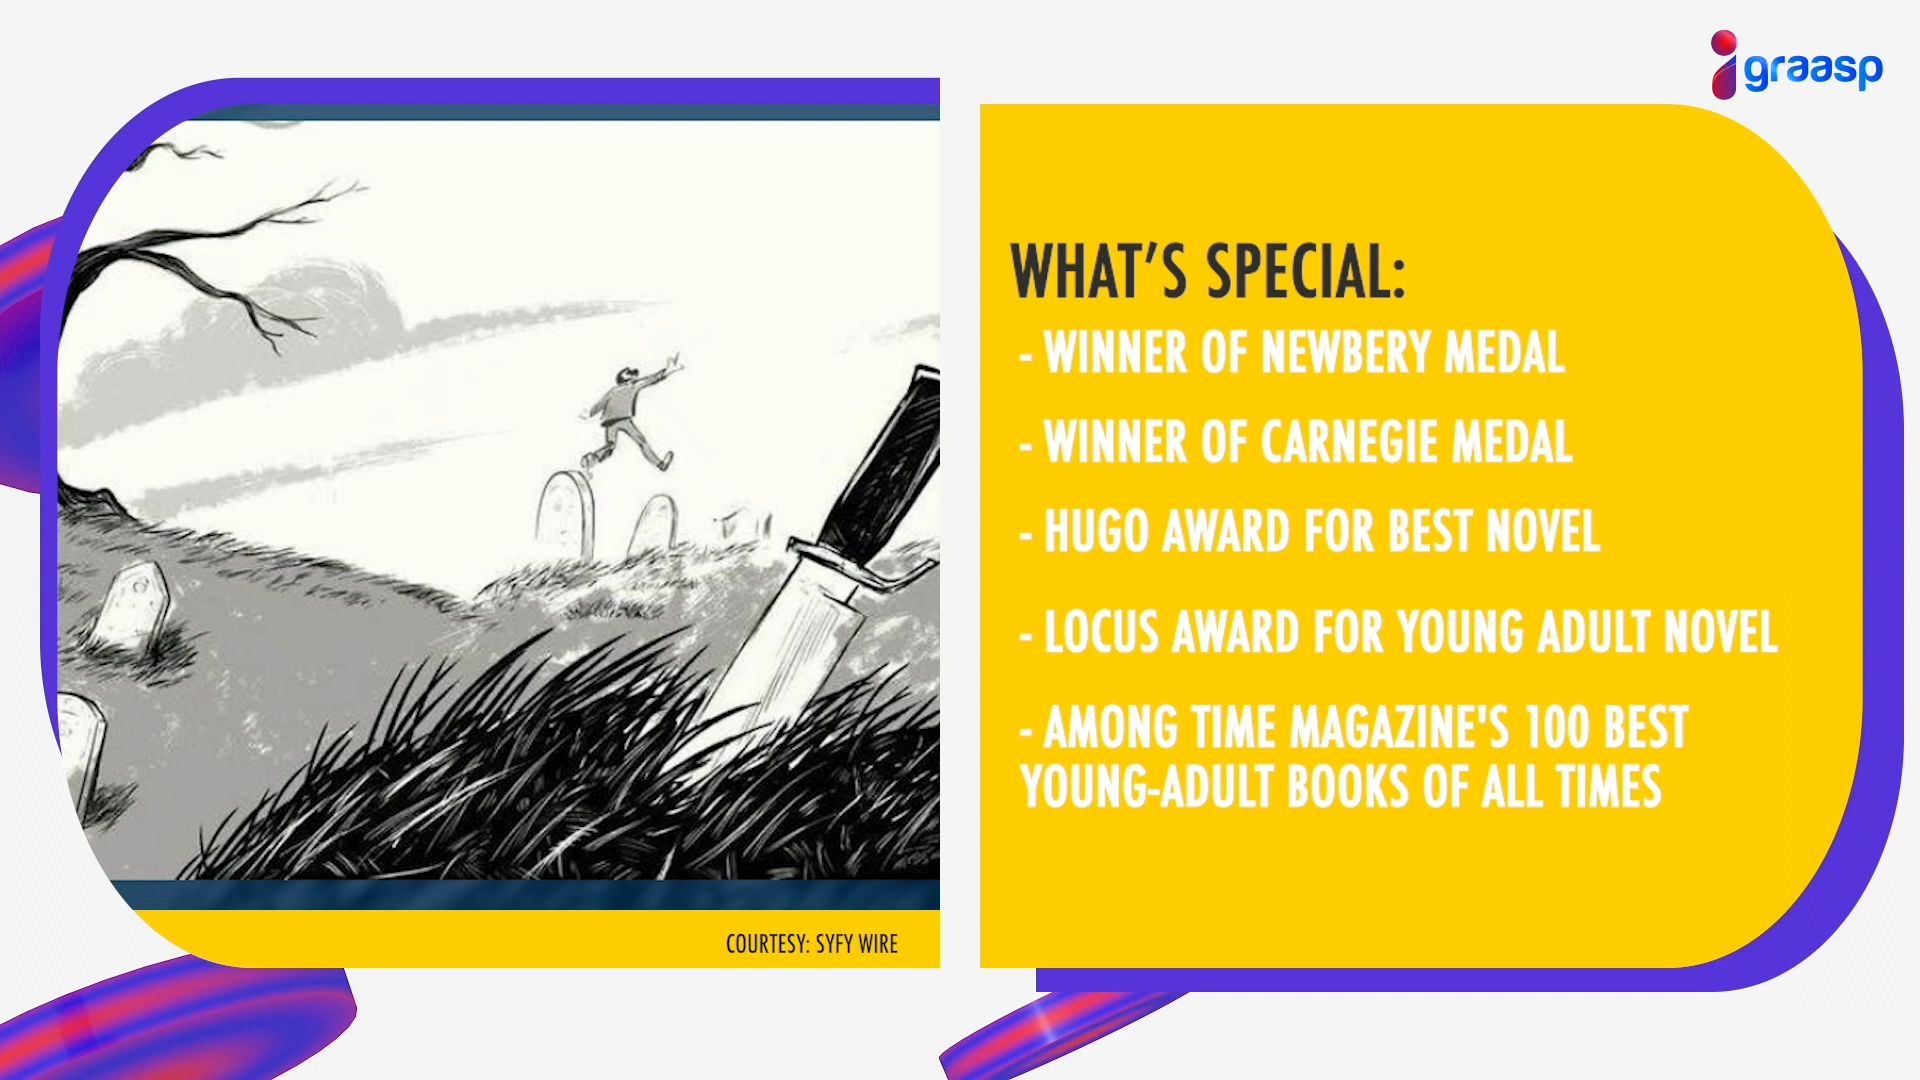 graasp
WHAT'S SPECIAL:
- WINNER OF NEWBERY MEDAL
- WINNER OF CARNEGIE MEDAL
- HUGO AWARD FOR BEST NOVEL
- LOCUS AWARD FOR YOUNG ADULT NOVEL
- AMONG TIME MAGAZINE'S 100 BEST
YOUNG-ADULT BOOKS OF ALL TIMES
COURTESY: SYFY WIRE